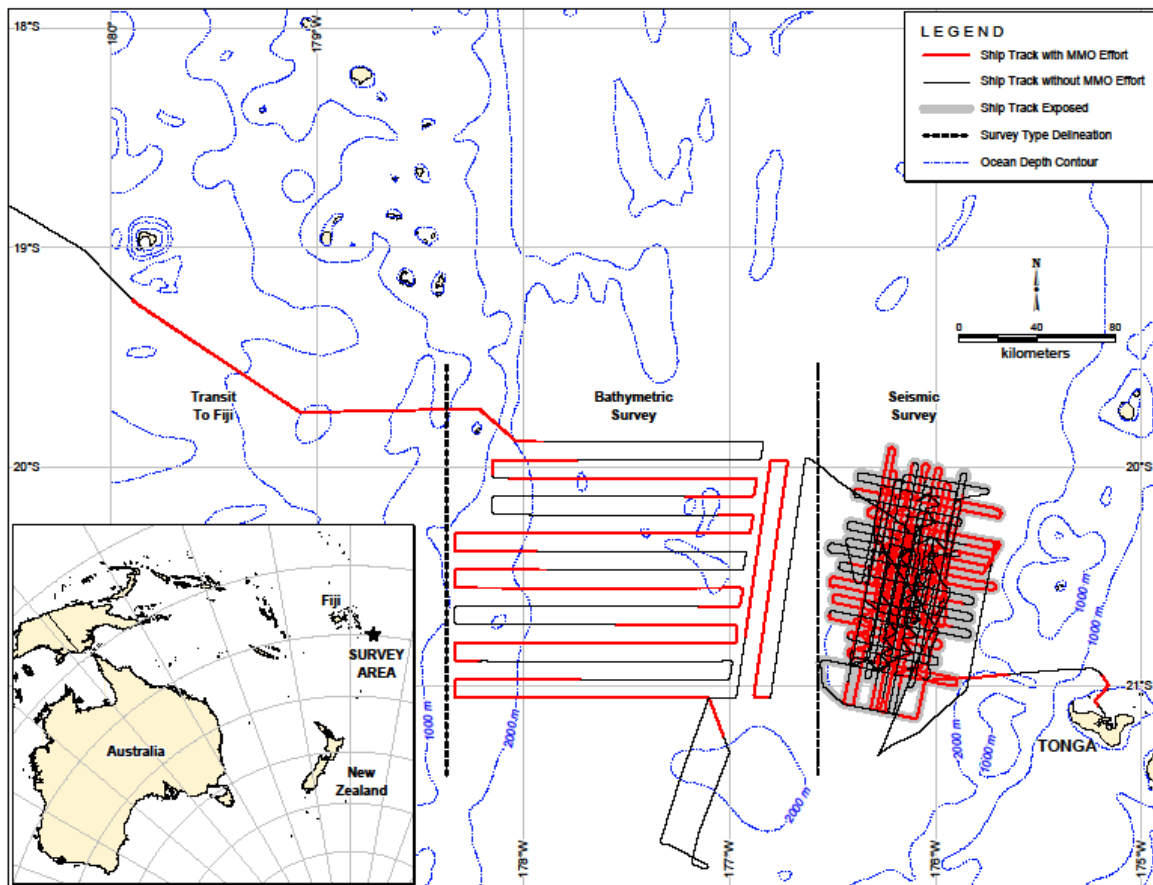 18°S
180°
179°W
LEGEND
Ship Track with MMO Effort
Ship Track without MMO Effort
Ship Track Exposed
Survey Type Delineation
Ocean Depth Contour
19°S
N
0 40 80
kilometers
Transit
To Fiji
Bathymetric
Survey
Seismic
Survey
20°S
Fiji
SURVEY
AREA
Australia
New
Zealand
1000 m
2000 m
2000 m
2000 m
1000 m
1000 m
1000 m
21°S
TONGA
178°W
177°W
176°W
175°W